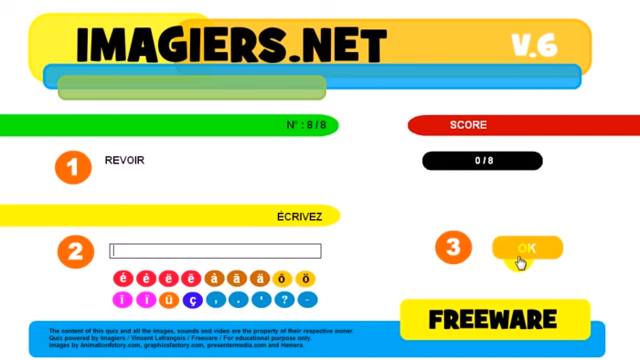 IMAGIERS.NET
V.6
N° : 8 / 8
SCORE
1
REVOIR
0 / 8
ÉCRIVEZ
2
3
OK
, . ' ? -
FREEWARE
The content of this quiz and all the images, sounds and video are the property of their respective owner.
Quiz powered by Imagiers / Vincent Lefrançois / Freeware / For educational purpose only.
Images by Animationfotory.com, graphicsfactory.com, presentermedia.com and Hemera.